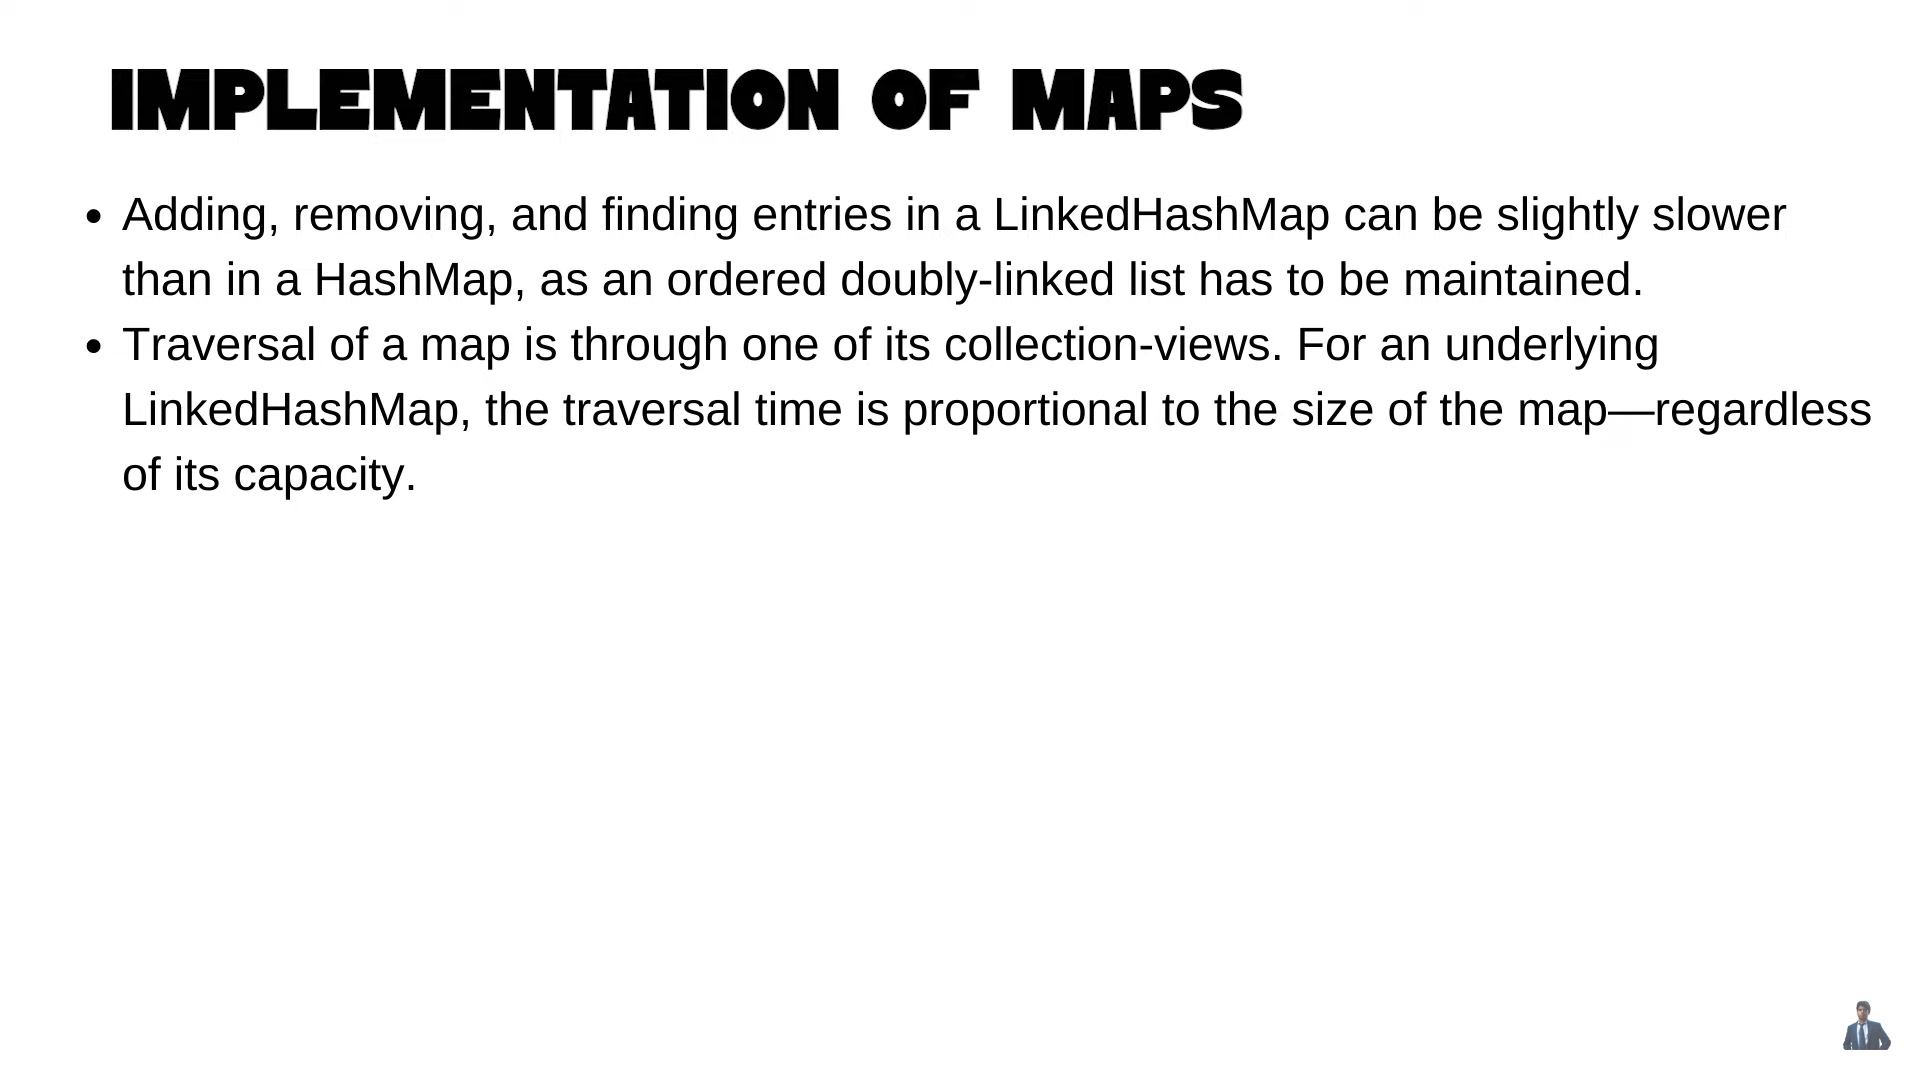 IMPLEMENTATION OF MAPS
• Adding, removing, and finding entries in a LinkedHashMap can be slightly slower
than in a HashMap, as an ordered doubly-linked list has to be maintained.
• Traversal of a map is through one of its collection-views. For an underlying
LinkedHashMap, the traversal time is proportional to the size of the map—regardless
of its capacity.